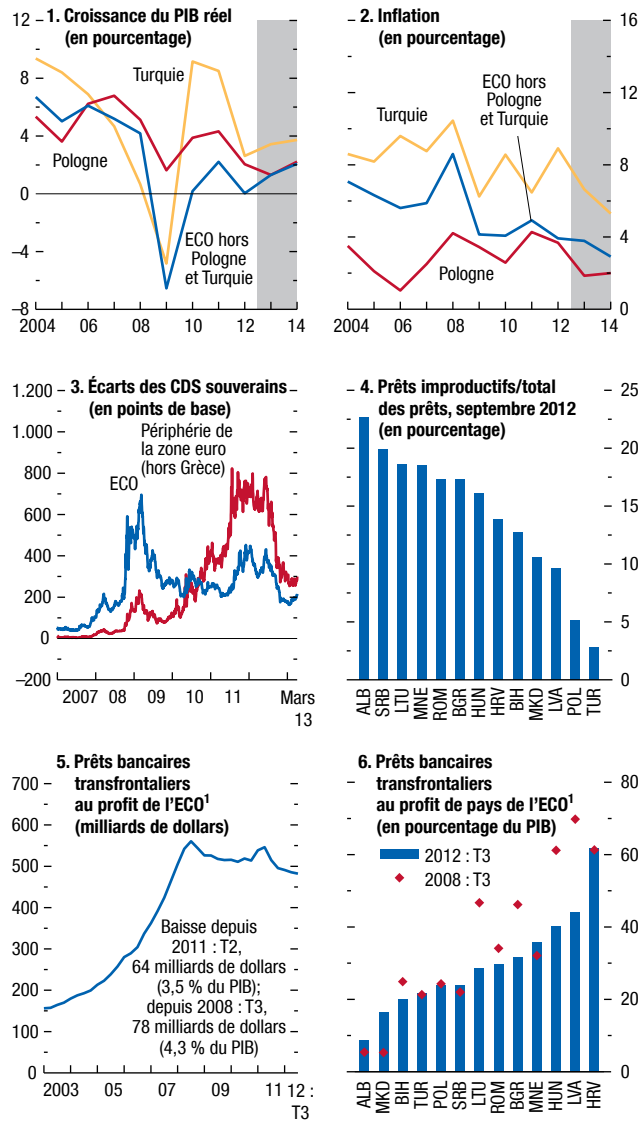 1. Croissance du PIB réel
(en pourcentage)
12
8
4
0
–4
–8
Turquie
Pologne
ECO hors
Pologne
et Turquie
2004 06 08 10 12 14
2. Inflation
(en pourcentage)
16
12
8
4
0
ECO hors
Pologne
et Turquie
Turquie
Pologne
2004 06 08 10 12 14
3. Écarts des CDS souverains
(en points de base)
1.200
1.000
800
600
400
200
0
–200
Périphérie de
la zone euro
(hors Grèce)
ECO
2007 08 09 10 11 Mars
13
4. Prêts improductifs/total
des prêts, septembre 2012
(en pourcentage)
25
20
15
10
5
0
ALB SRB LTU MNE ROM BGR HUN HRV BIH MKD LVA POL TUR
5. Prêts bancaires
transfrontaliers
au profit de l’ECO¹
(milliards de dollars)
700
600
500
400
300
200
100
0
Baisse depuis
2011 : T2,
64 milliards de dollars
(3,5 % du PIB);
depuis 2008 : T3,
78 milliards de dollars
(4,3 % du PIB)
2003 05 07 09 11 12 :
T3
6. Prêts bancaires
transfrontaliers
au profit de pays de l’ECO¹
(en pourcentage du PIB)
2012 : T3
2008 : T3
80
60
40
20
0
ALB MKD BIH TUR POL SRB LTU ROM BGR MNE HUN LVA HRV